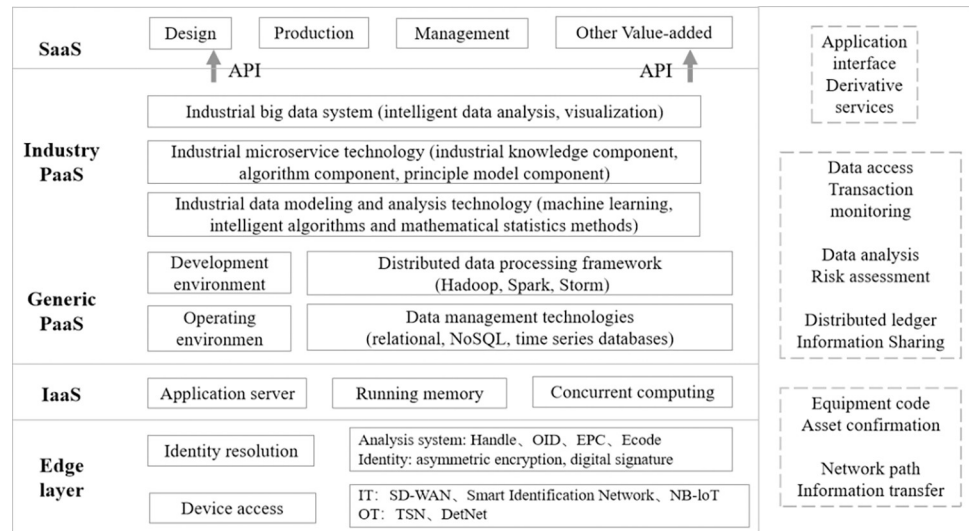 SaaS
Design
Production
Management
Other Value-added
API
API
Industry
PaaS
Industrial big data system (intelligent data analysis, visualization)
Industrial microservice technology (industrial knowledge component,
algorithm component, principle model component)
Industrial data modeling and analysis technology (machine learning,
intelligent algorithms and mathematical statistics methods)
Generic
PaaS
Development
environment
Distributed data processing framework
(Hadoop, Spark, Storm)
Operating
environmen
Data management technologies
(relational, NoSQL, time series databases)
IaaS
Application server
Running memory
Concurrent computing
Edge
layer
Identity resolution
Analysis system: Handle、OID、EPC、Ecode
Identity: asymmetric encryption, digital signature
Device access
IT: SD-WAN、Smart Identification Network、NB-loT
OT: TSN、DetNet
Application
interface
Derivative
services
Data access
Transaction
monitoring
Data analysis
Risk assessment
Distributed ledger
Information Sharing
Equipment code
Asset confirmation
Network path
Information transfer